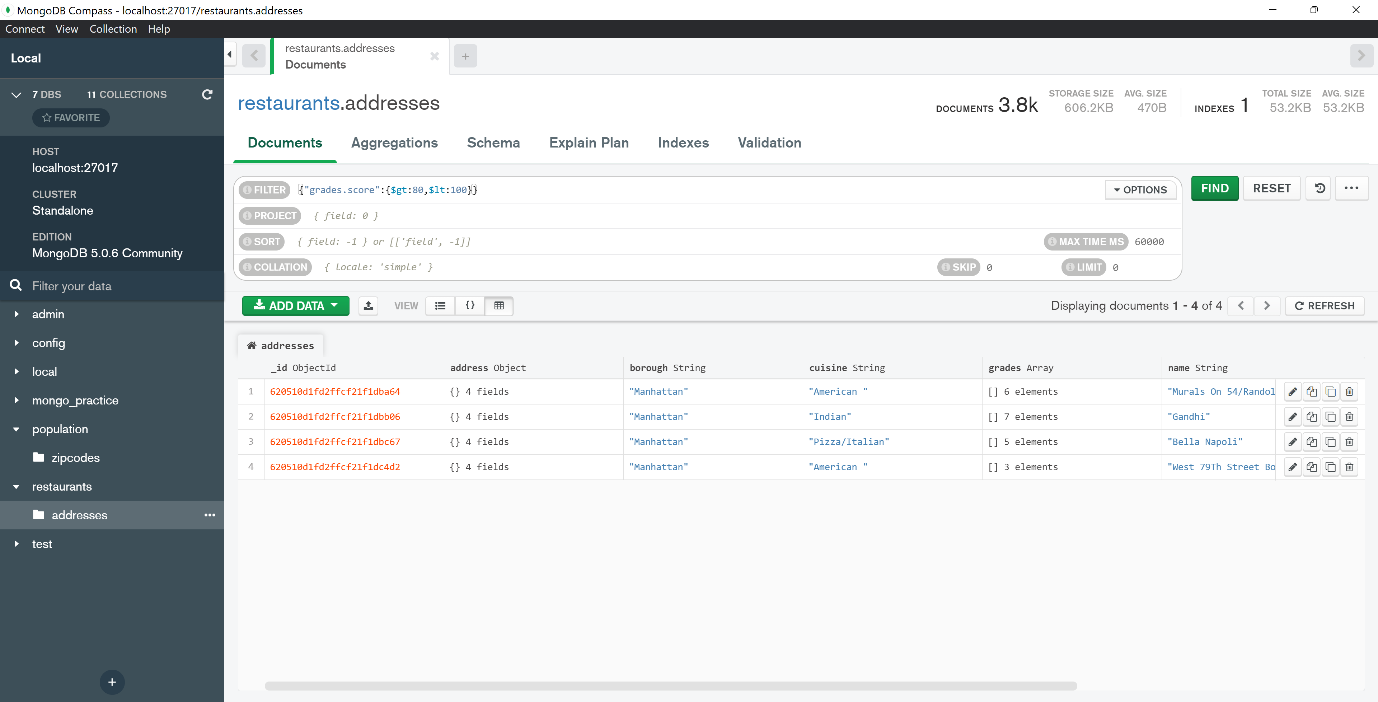 MongoDB Compass - localhost:27017/restaurants.addresses
Connect View Collection Help
Local
7 DBS 11 COLLECTIONS
FAVORITE
HOST
localhost:27017
CLUSTER
Standalone
EDITION
MongoDB 5.0.6 Community
Filter your data
admin
config
local
mongo_practice
population
zipcodes
restaurants
addresses
test
restaurants.addresses
Documents
restaurants.addresses
DOCUMENTS 3.8k
STORAGE SIZE AVG. SIZE
606.2KB 470B
INDEXES 1
TOTAL SIZE AVG. SIZE
53.2KB 53.2KB
Documents Aggregations Schema Explain Plan Indexes Validation
FILTER {"grades.score":{$gt:80,$lt:100}} OPTIONS
FIND RESET
PROJECT { field: 0 }
SORT { field: -1 } or [['field', -1]] MAX TIME MS 60000
COLLATION { locale: 'simple' } SKIP 0 LIMIT 0
ADD DATA VIEW {} Displaying documents 1 - 4 of 4 REFRESH
addresses
_id ObjectId address Object borough String cuisine String grades Array name String
1 620510d1fd2ffcf21f1dba64 {} 4 fields "Manhattan" "American " [] 6 elements "Murals On 54/Randol
2 620510d1fd2ffcf21f1dbb06 {} 4 fields "Manhattan" "Indian" [] 7 elements "Gandhi"
3 620510d1fd2ffcf21f1dbc67 {} 4 fields "Manhattan" "Pizza/Italian" [] 5 elements "Bella Napoli"
4 620510d1fd2ffcf21f1dc4d2 {} 4 fields "Manhattan" "American " [] 3 elements "West 79Th Street Bo